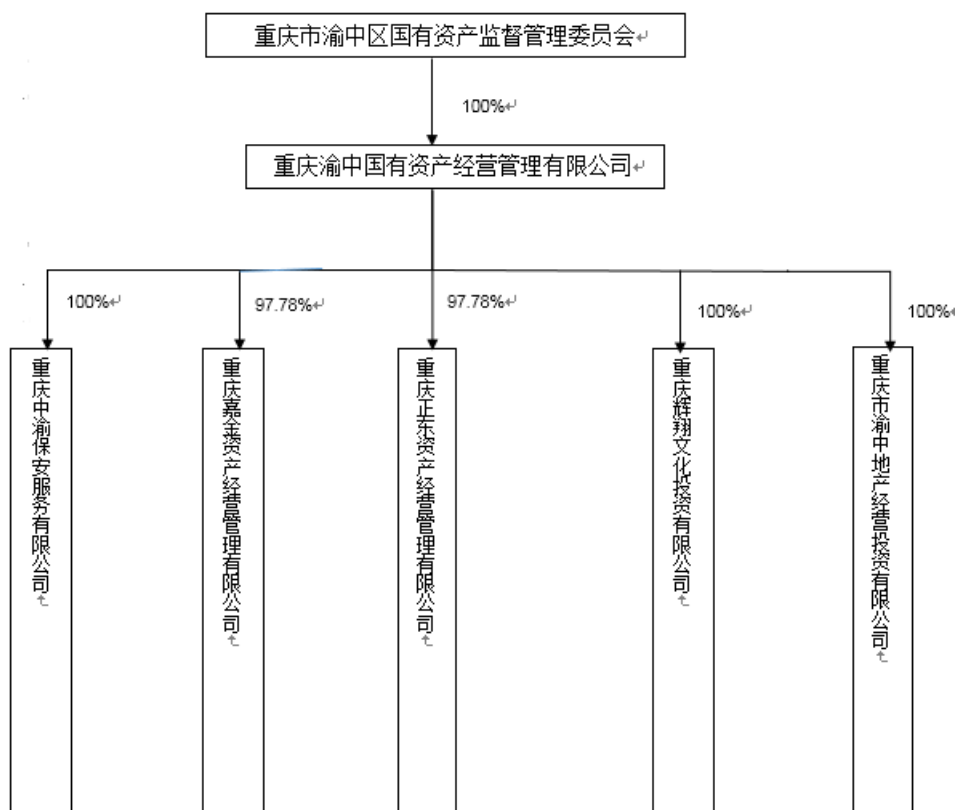 重庆市渝中区国有资产监督管理委员会↵
100%↵
重庆渝中国有资产经营管理有限公司↵
100%↵
97.78%↵
97.78%↵
100%↵
100%↵
重庆中渝保安服务有限公司↵
重庆嘉金资产经营管理有限公司↵
重庆正东资产经营管理有限公司↵
重庆辉翔文化投资有限公司↵
重庆市渝中地产经营投资有限公司↵